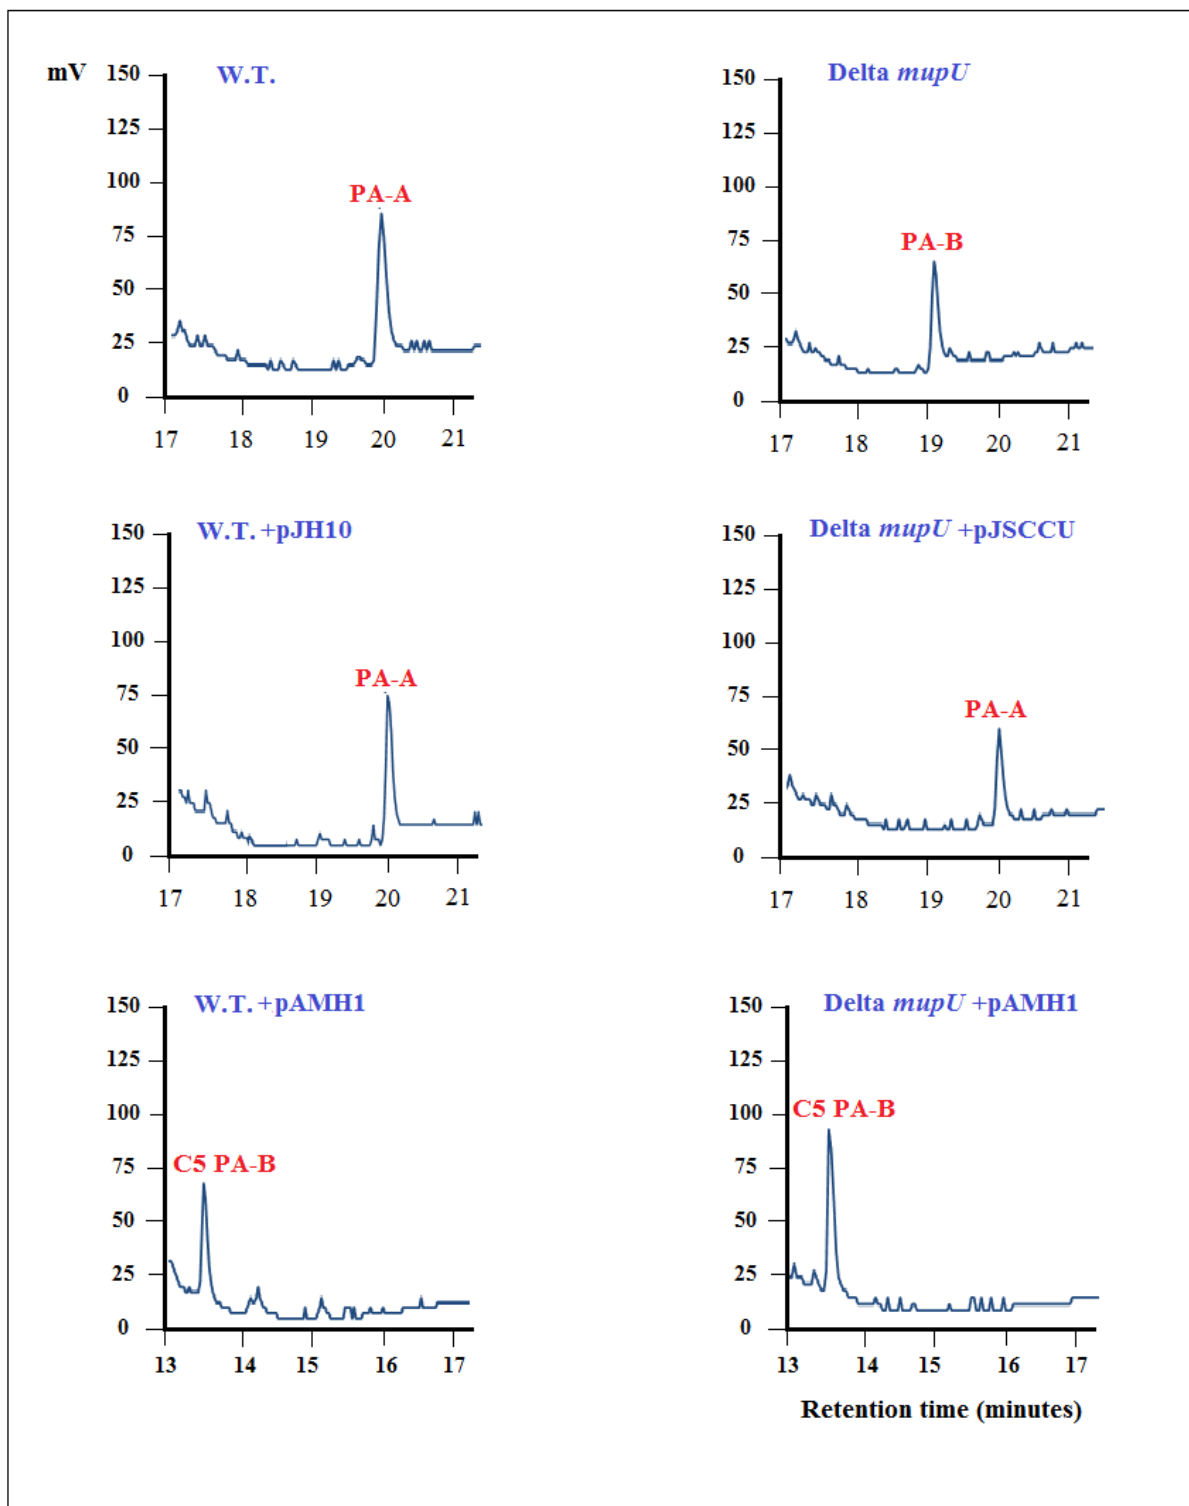 mV
W.T.
150
125
100
75
50
25
0
PA-A
17 18 19 20 21
Delta mupU
150
125
100
75
50
25
0
PA-B
17 18 19 20 21
W.T. +pJH10
150
125
100
75
50
25
0
PA-A
17 18 19 20 21
Delta mupU +pJSCCU
150
125
100
75
50
25
0
PA-A
17 18 19 20 21
W.T. +pAMH1
150
125
100
75
50
25
0
C5 PA-B
13 14 15 16 17
Delta mupU +pAMH1
150
125
100
75
50
25
0
C5 PA-B
13 14 15 16 17
Retention time (minutes)